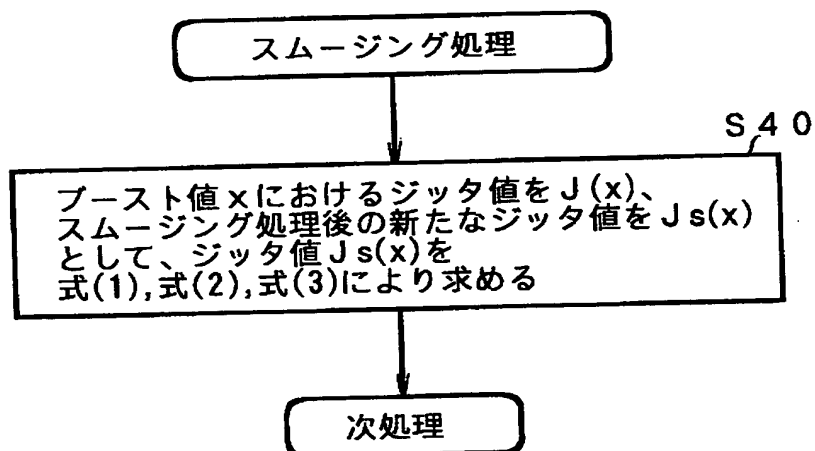 スムージング処理
S40
ブースト値xにおけるジッタ値をJ(x)、
スムージング処理後の新たなジッタ値をJs(x)
として、ジッタ値Js(x)を
式(1),式(2),式(3)により求める
次処理